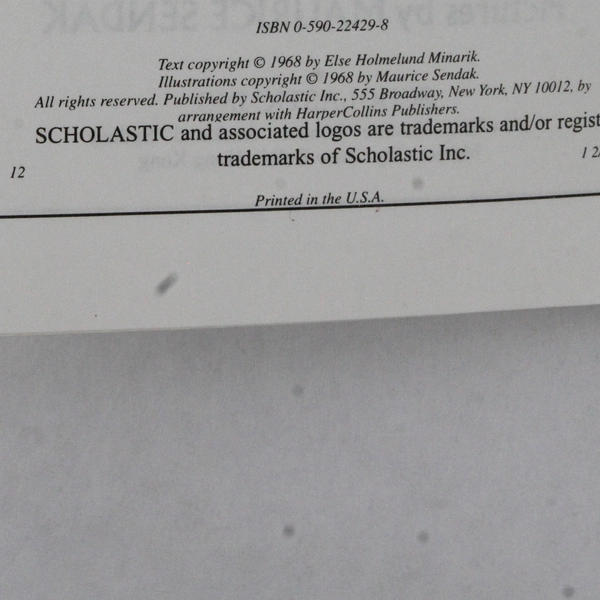 ISBN 0-590-22429-8
Text copyright © 1968 by Else Holmelund Minarik.
Illustrations copyright © 1968 by Maurice Sendak.
All rights reserved. Published by Scholastic Inc., 555 Broadway, New York, NY 10012, by
arrangement with HarperCollins Publishers.
SCHOLASTIC and associated logos are trademarks and/or regist
trademarks of Scholastic Inc.
12
Printed in the U.S.A.